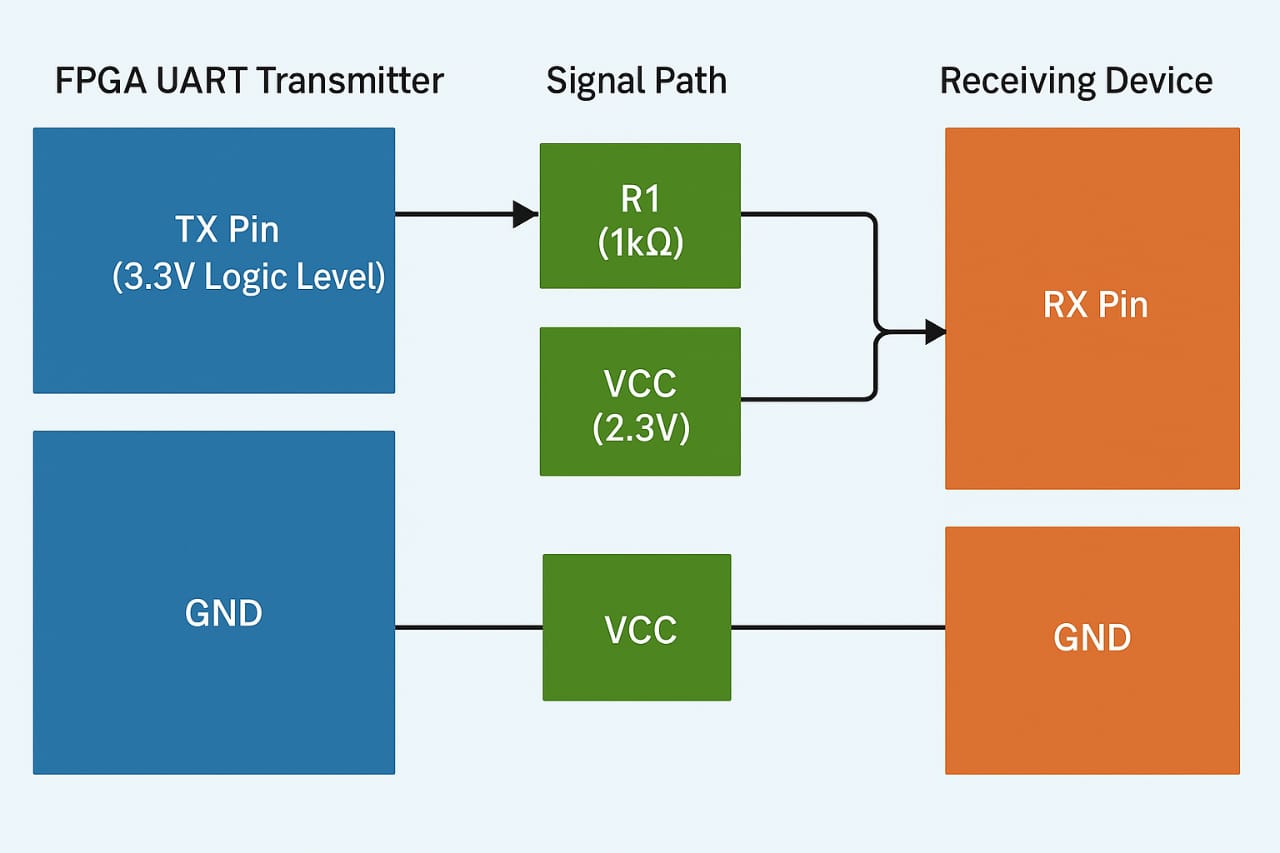 FPGA UART Transmitter
Signal Path
Receiving Device
TX Pin
(3.3V Logic Level)
R1
(1kΩ)
VCC
(2.3V)
RX Pin
GND
VCC
GND